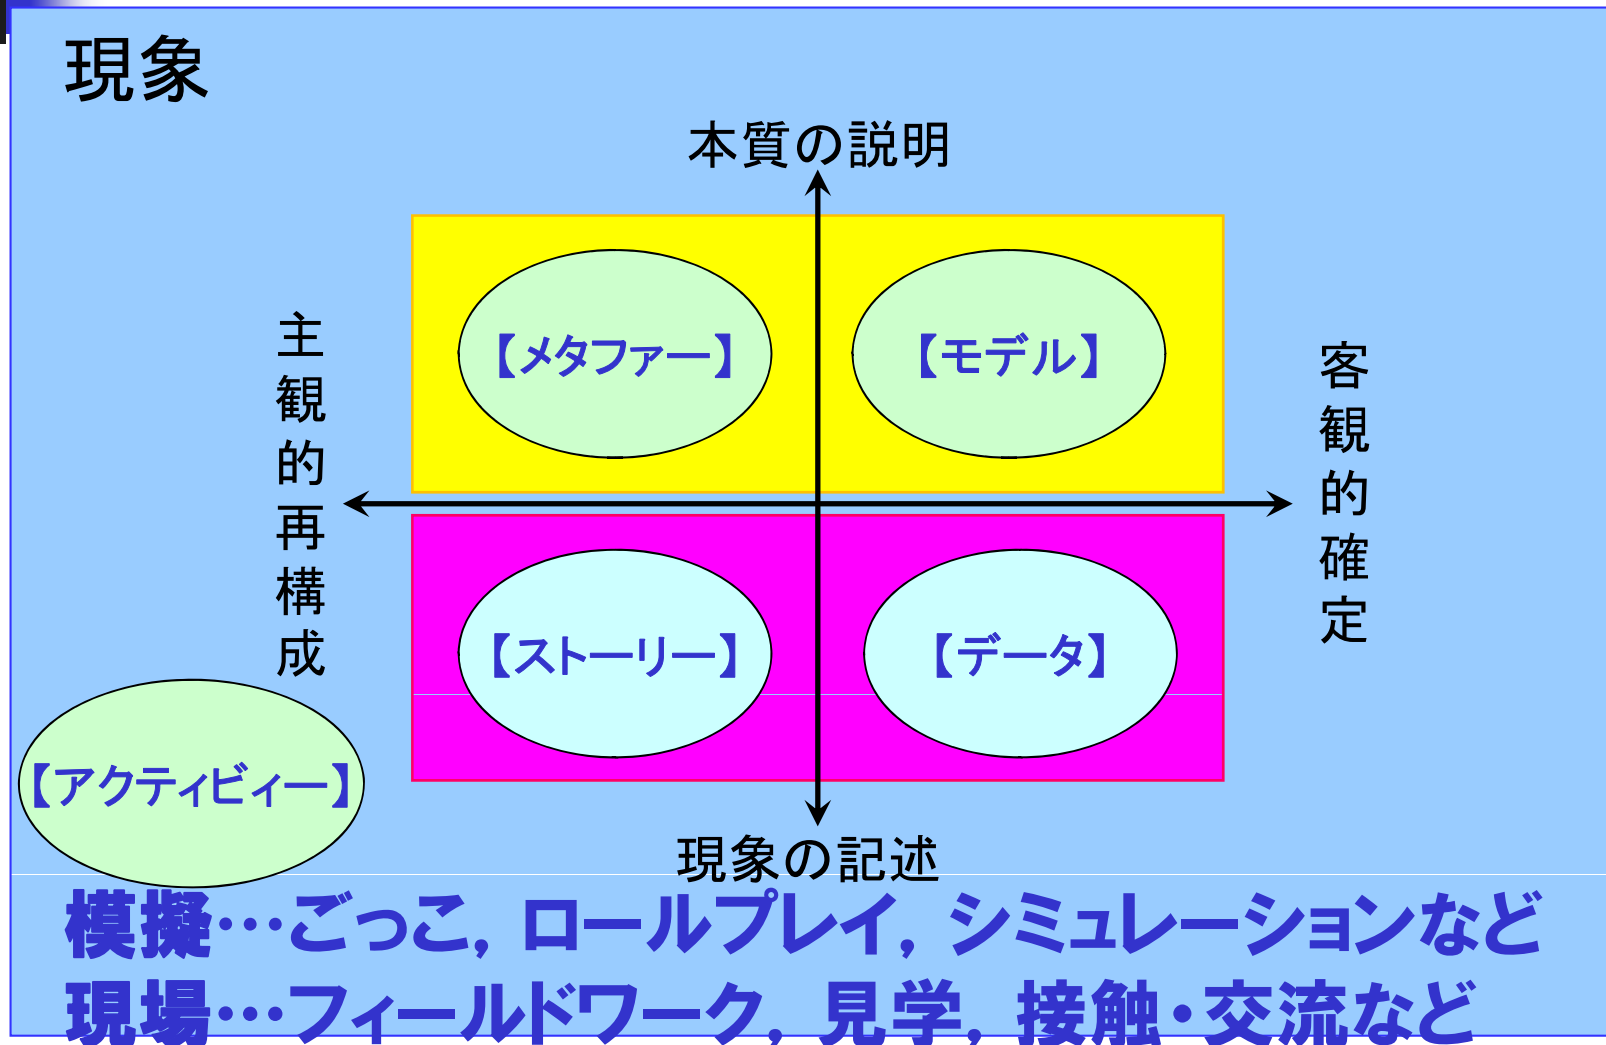 現象
本質の説明
【メタファー】
【モデル】
主観的再構成
客観的確定
【ストーリー】
【データ】
【アクティビィー】
現象の記述
模擬…ごっこ，ロールプレイ，シミュレーションなど
現場…フィールドワーク，見学，接触・交流など